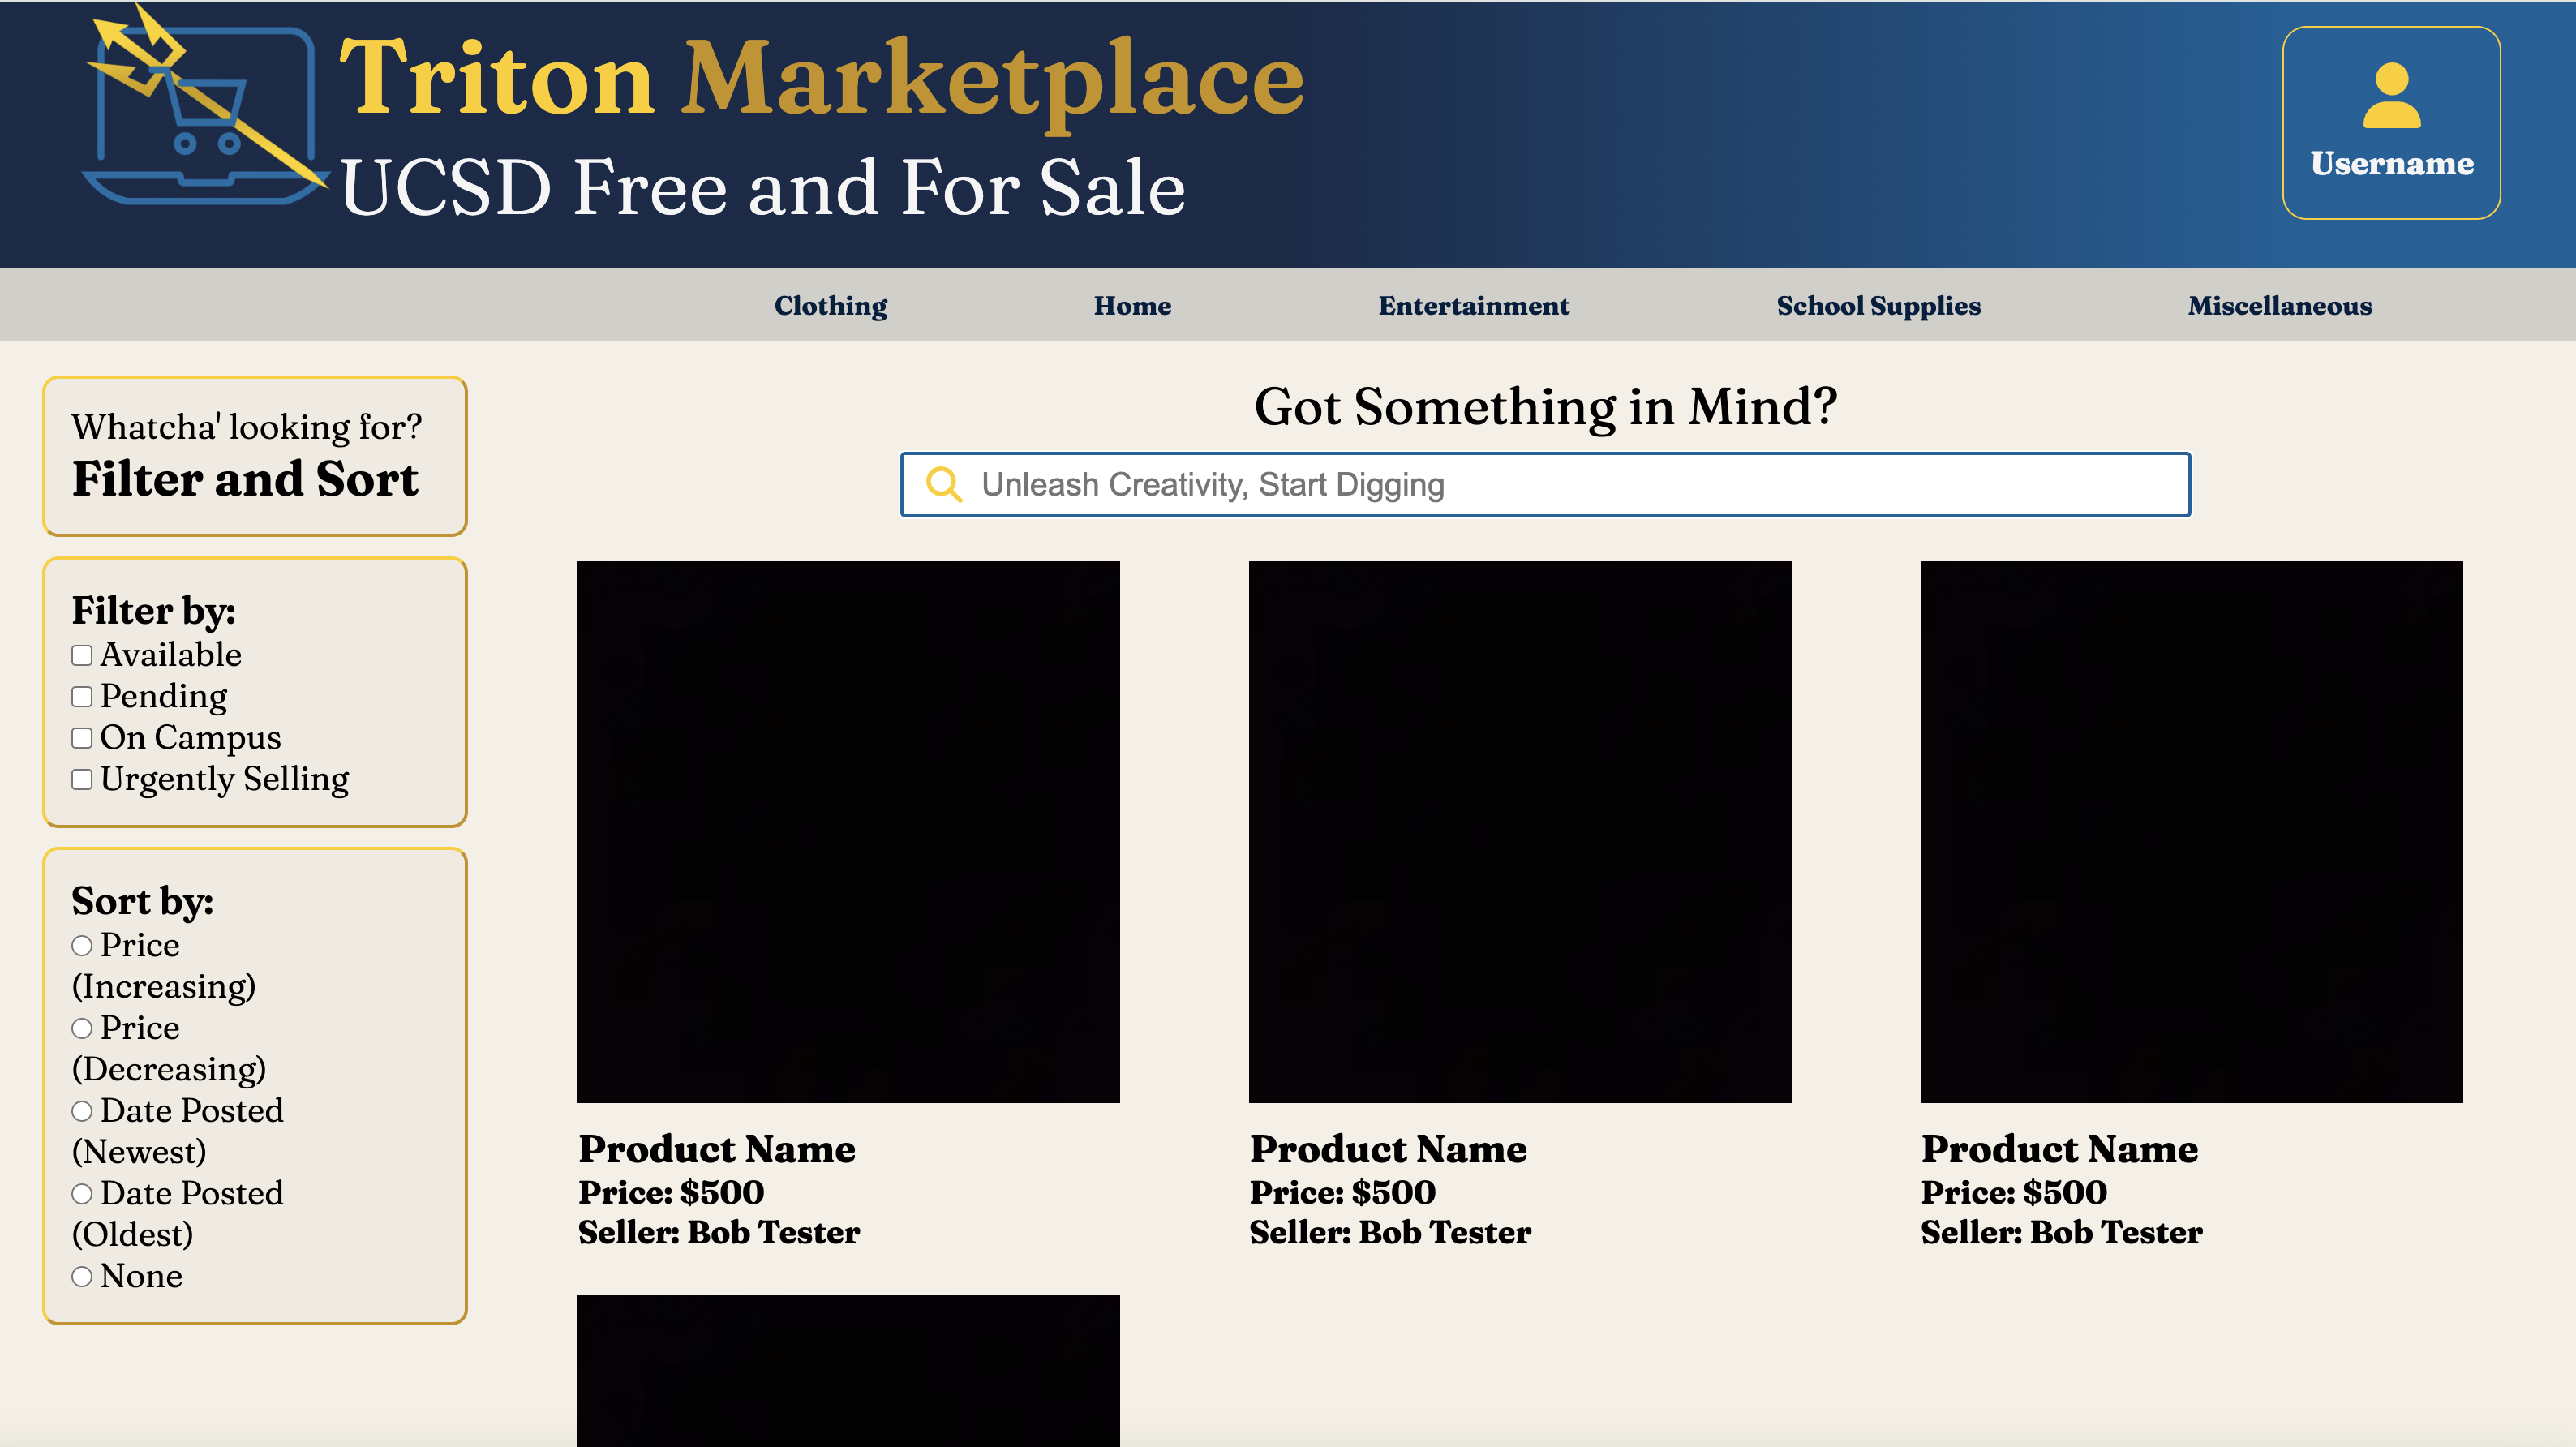 Triton Marketplace
UCSD Free and For Sale
Username
Clothing
Home
Entertainment
School Supplies
Miscellaneous
Whatcha' looking for?
Filter and Sort
Filter by:
Available
Pending
On Campus
Urgently Selling
Sort by:
Price
(Increasing)
Price
(Decreasing)
Date Posted
(Newest)
Date Posted
(Oldest)
None
Got Something in Mind?
Unleash Creativity, Start Digging
Product Name
Price: $500
Seller: Bob Tester
Product Name
Price: $500
Seller: Bob Tester
Product Name
Price: $500
Seller: Bob Tester